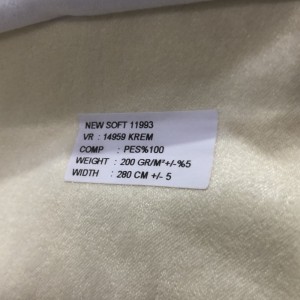 NEW SOFT 11993
VR : 14959 KREM
COMP : PES%100
WEIGHT : 200 GR/M²+/-%5
WIDTH : 280 CM +/- 5